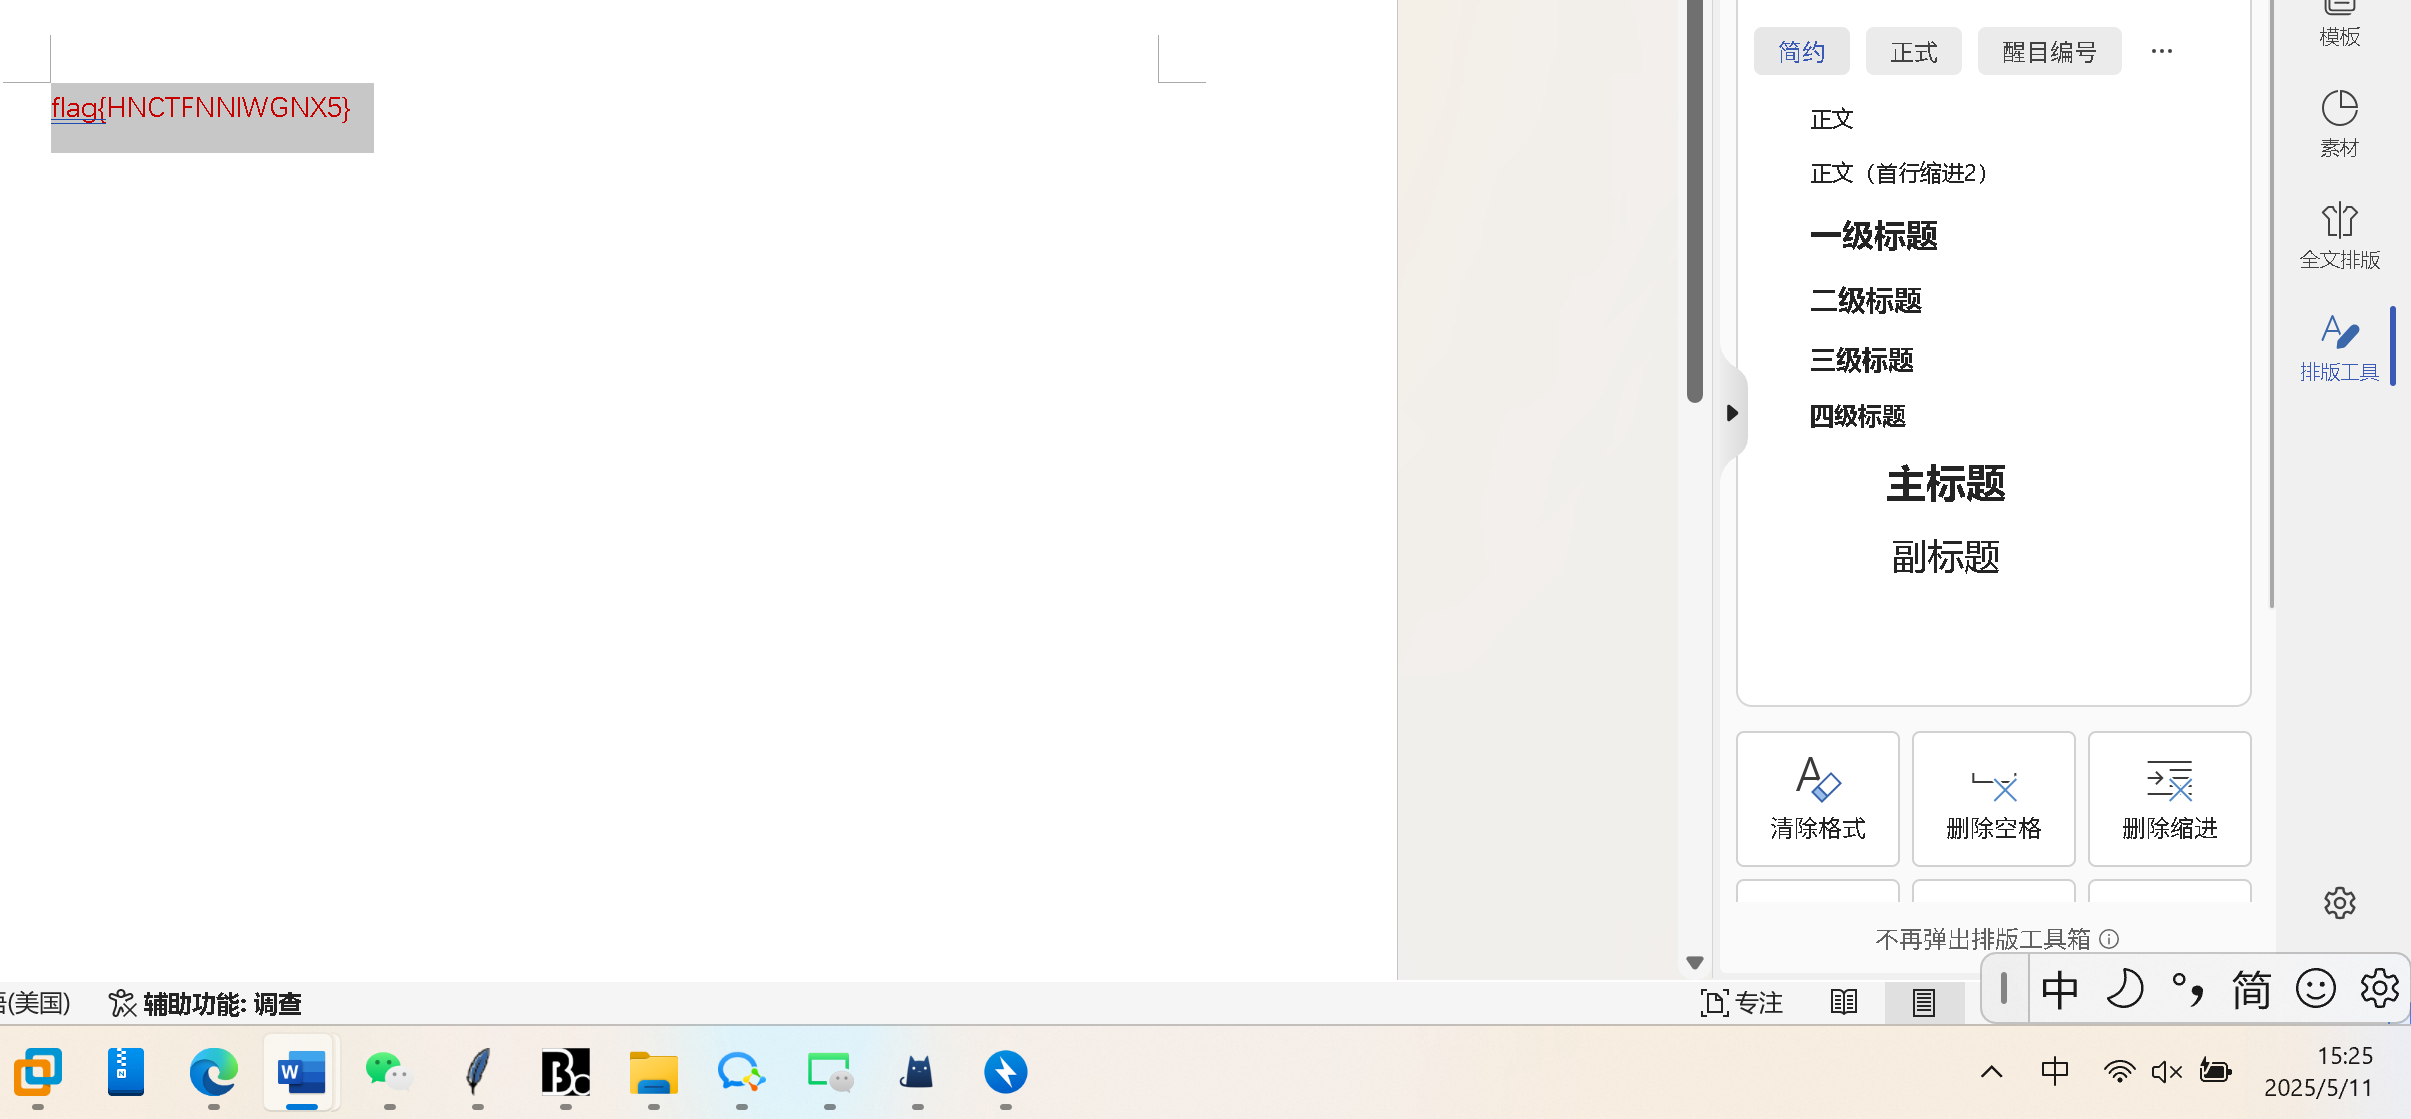 flag{HNCTFNNIWGNX5}
简约 正式 醒目编号 ···
正文
正文（首行缩进2）
一级标题
二级标题
三级标题
四级标题
主标题
副标题
清除格式 删除空格 删除缩进
不再弹出排版工具箱
模板
素材
全文排版
排版工具
(美国) 辅助功能: 调查
专注
中 °, 简
W
中
15:25
2025/5/11